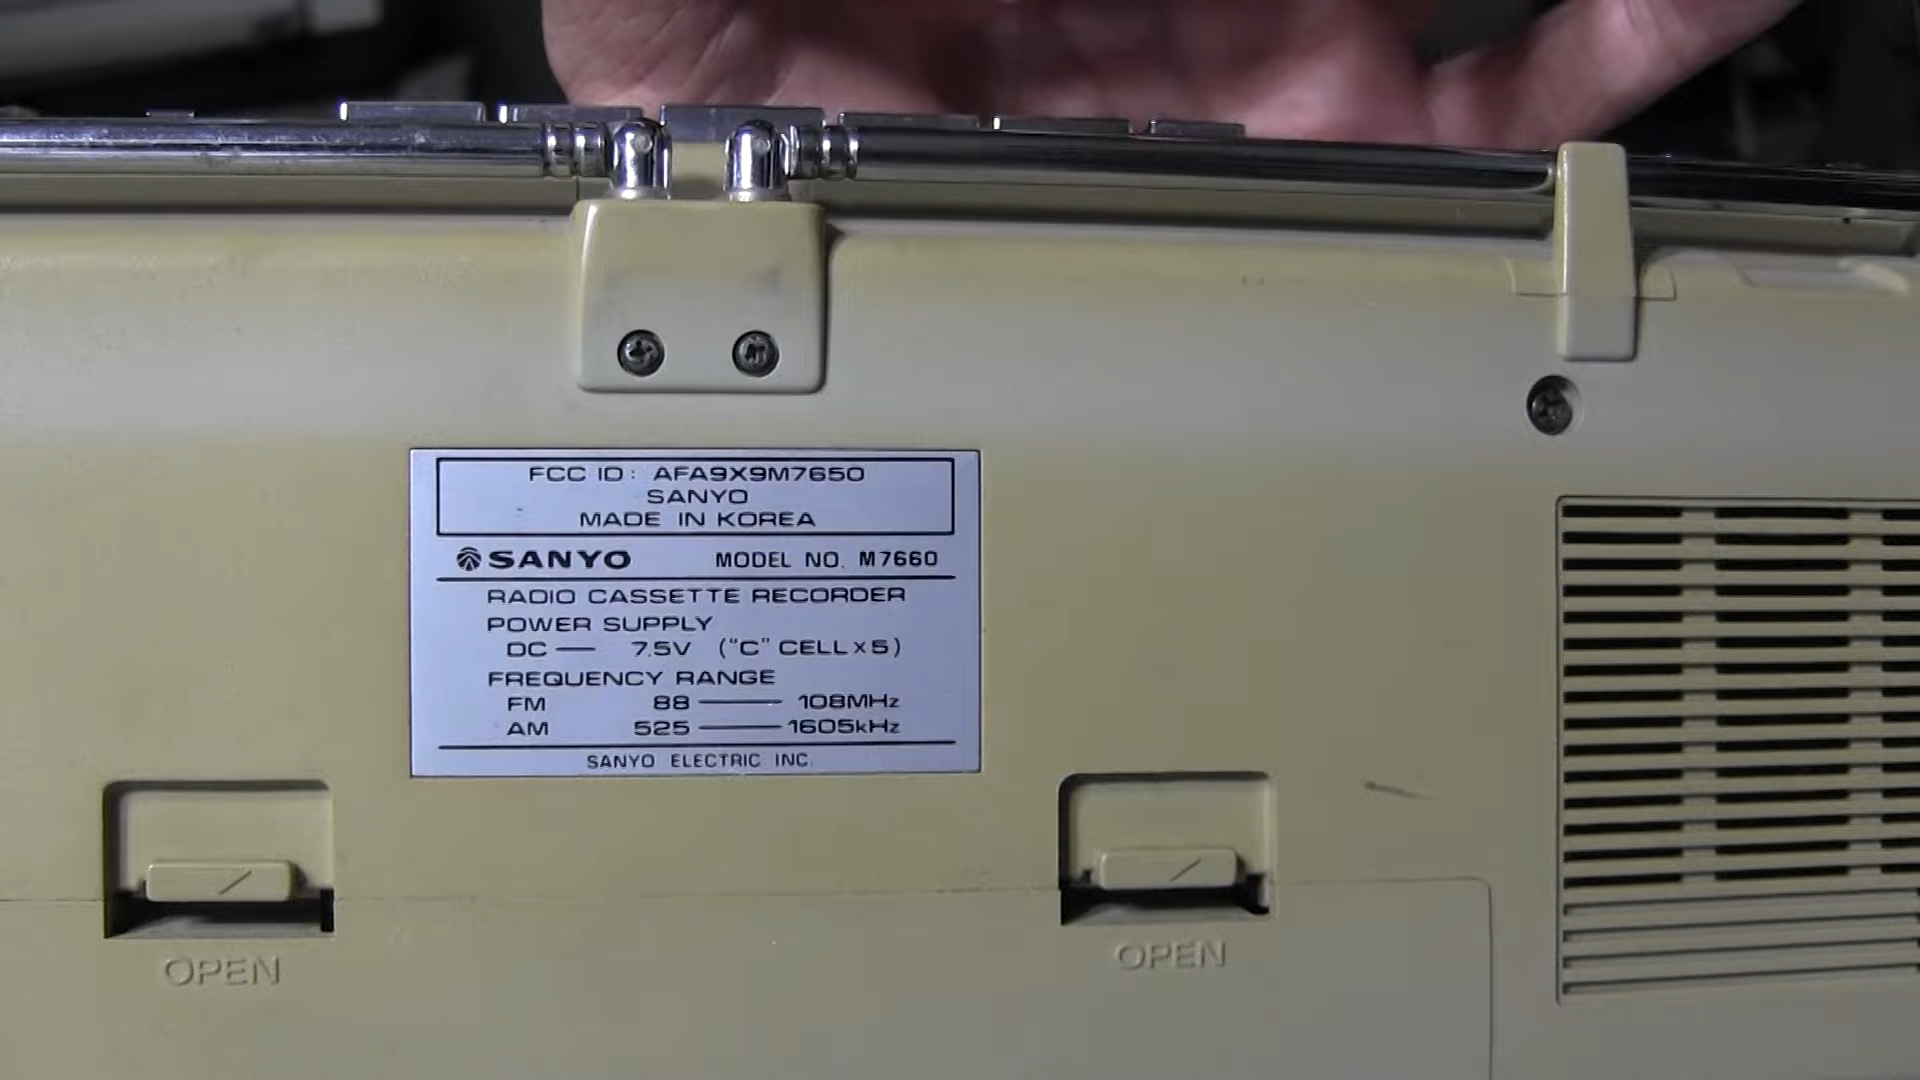 FCC ID: AFA9X9M7650
SANYO
MADE IN KOREA
SANYO MODEL NO. M7660
RADIO CASSETTE RECORDER
POWER SUPPLY
DC — 7.5V ("C" CELL x 5)
FREQUENCY RANGE
FM 88 — 108MHz
AM 525 — 1605kHz
SANYO ELECTRIC INC.
OPEN
OPEN